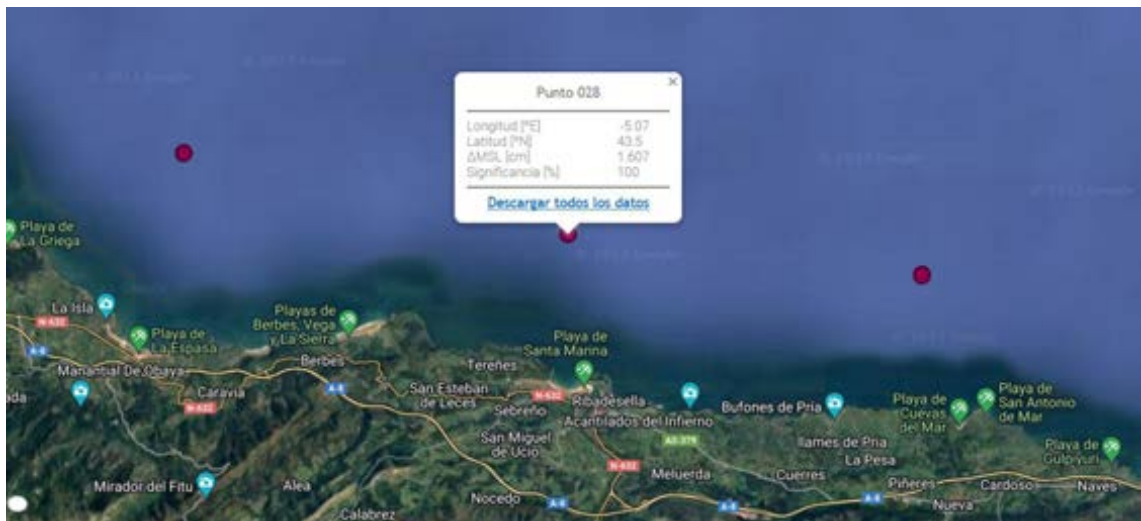 Punto 028
Longitud [ºE] -5.07
Latitud [ºN] 43.5
ΔMSL [cm] 1.607
Significancia [%] 100
Descargar todos los datos
Playa de
La Griega
La Isla
N-632
Playa de
La Espasa
A-8
Manantial De Obaya
Caravia
N-632
Playas de
Berbes, Vega
y La Sierra
Berbes
A-8
Tereñes
San Esteban
de Leces
Playa de
Santa Marina
N-632
Ribadesella
Sebreño
Acantilados del Infierno
San Miguel
de Ucio
AS-379
N-632
Bufones de Pria
Playa de
Cuevas
del Mar
Playa de
San Antonio
de Mar
Llames de Pria
La Pesa
Playa de
Gulpiyuri
Meluerda
Cuerres
Piñeres
Cardoso
Naves
Mirador del Fitu
Alea
Nocedo
A-8
A-8
Nueva
Calabrez